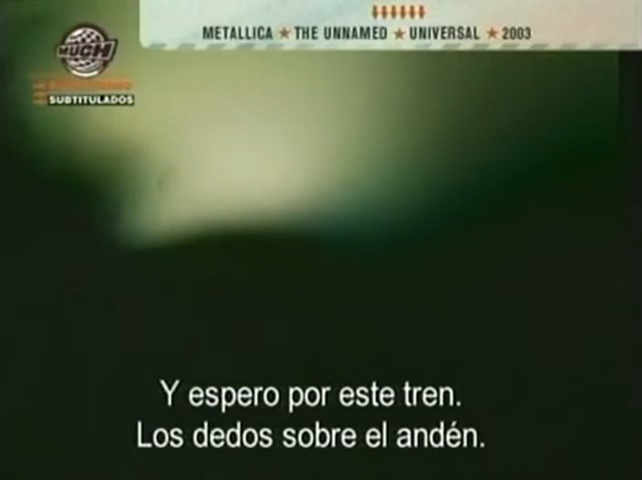 METALLICA ★ THE UNNAMED ★ UNIVERSAL ★ 2003
MUCH
SUBTITULADOS
Y espero por este tren.
Los dedos sobre el andén.